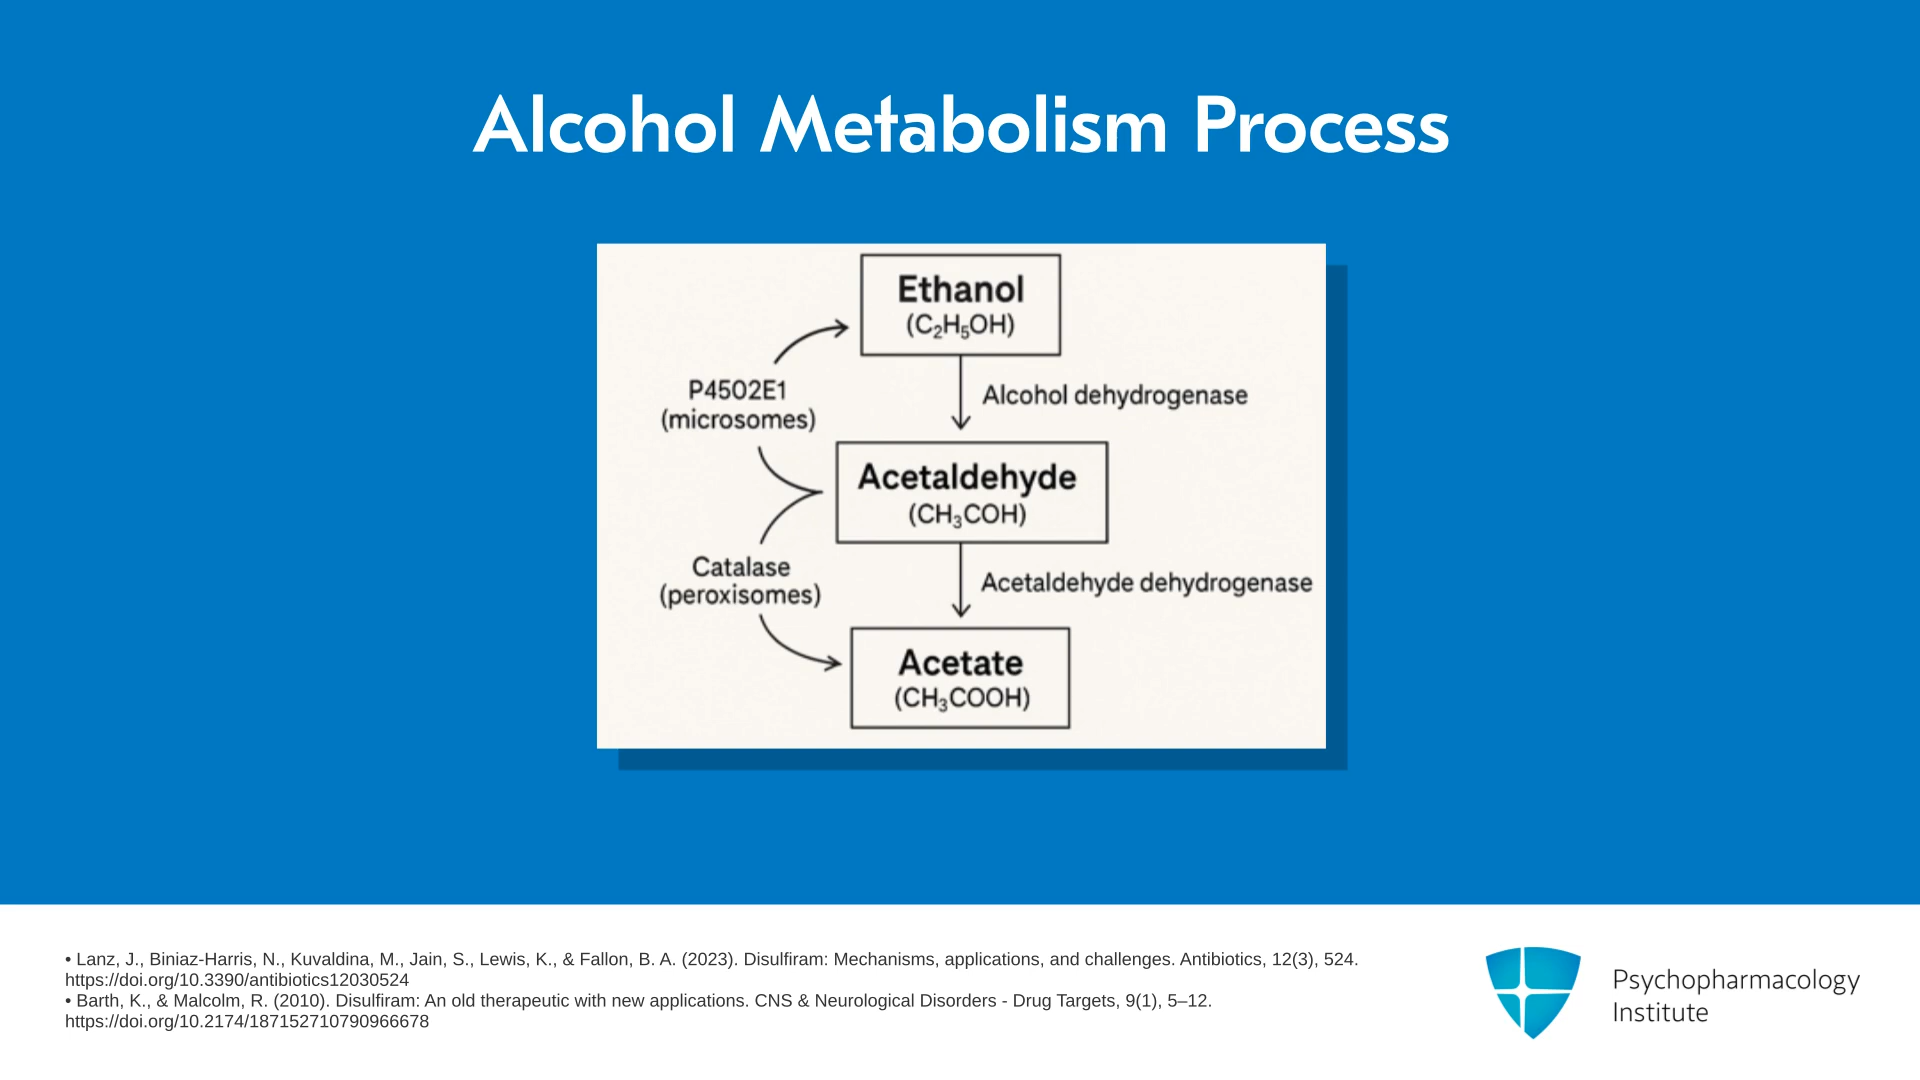 Alcohol Metabolism Process
Ethanol
(C₂H₅OH)
P4502E1
(microsomes)
Alcohol dehydrogenase
Acetaldehyde
(CH₃COH)
Catalase
(peroxisomes)
Acetaldehyde dehydrogenase
Acetate
(CH₃COOH)
• Lanz, J., Biniaz-Harris, N., Kuvaldina, M., Jain, S., Lewis, K., & Fallon, B. A. (2023). Disulfiram: Mechanisms, applications, and challenges. Antibiotics, 12(3), 524.
https://doi.org/10.3390/antibiotics12030524
• Barth, K., & Malcolm, R. (2010). Disulfiram: An old therapeutic with new applications. CNS & Neurological Disorders - Drug Targets, 9(1), 5–12.
https://doi.org/10.2174/187152710790966678
Psychopharmacology
Institute